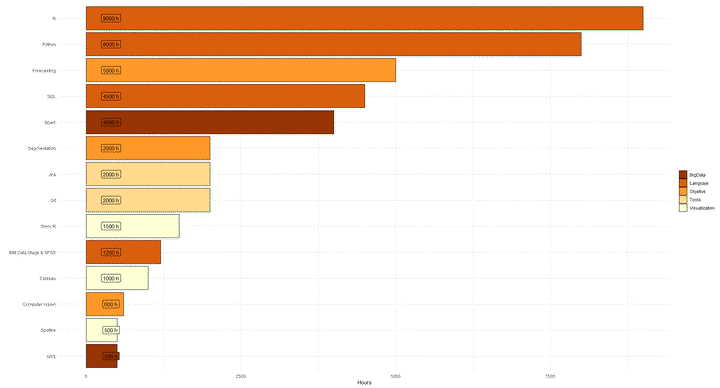 R
9000 h
Python
8000 h
Forecasting
5000 h
SQL
4500 h
Spark
4000 h
Segmentation
2000 h
Jira
2000 h
Git
2000 h
Shiny R
1500 h
IBM Data Stage & SPSS
1200 h
Tableau
1000 h
Computer Vision
600 h
Spotfire
500 h
AWS
500 h
BigData
Language
Objetive
Tools
Visualization
0
2500
5000
7500
Hours